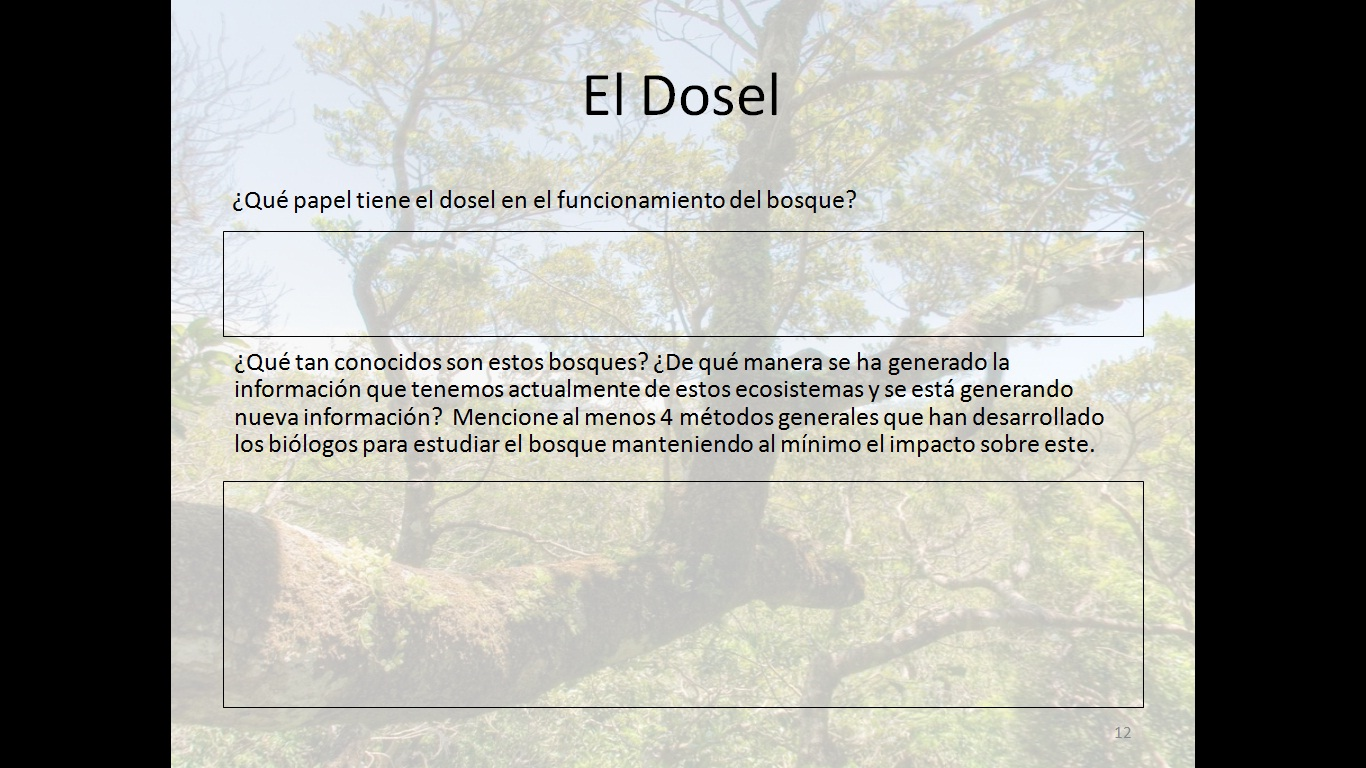 El Dosel
¿Qué papel tiene el dosel en el funcionamiento del bosque?
¿Qué tan conocidos son estos bosques? ¿De qué manera se ha generado la
información que tenemos actualmente de estos ecosistemas y se está generando
nueva información?  Mencione al menos 4 métodos generales que han desarrollado
los biólogos para estudiar el bosque manteniendo al mínimo el impacto sobre este.
12